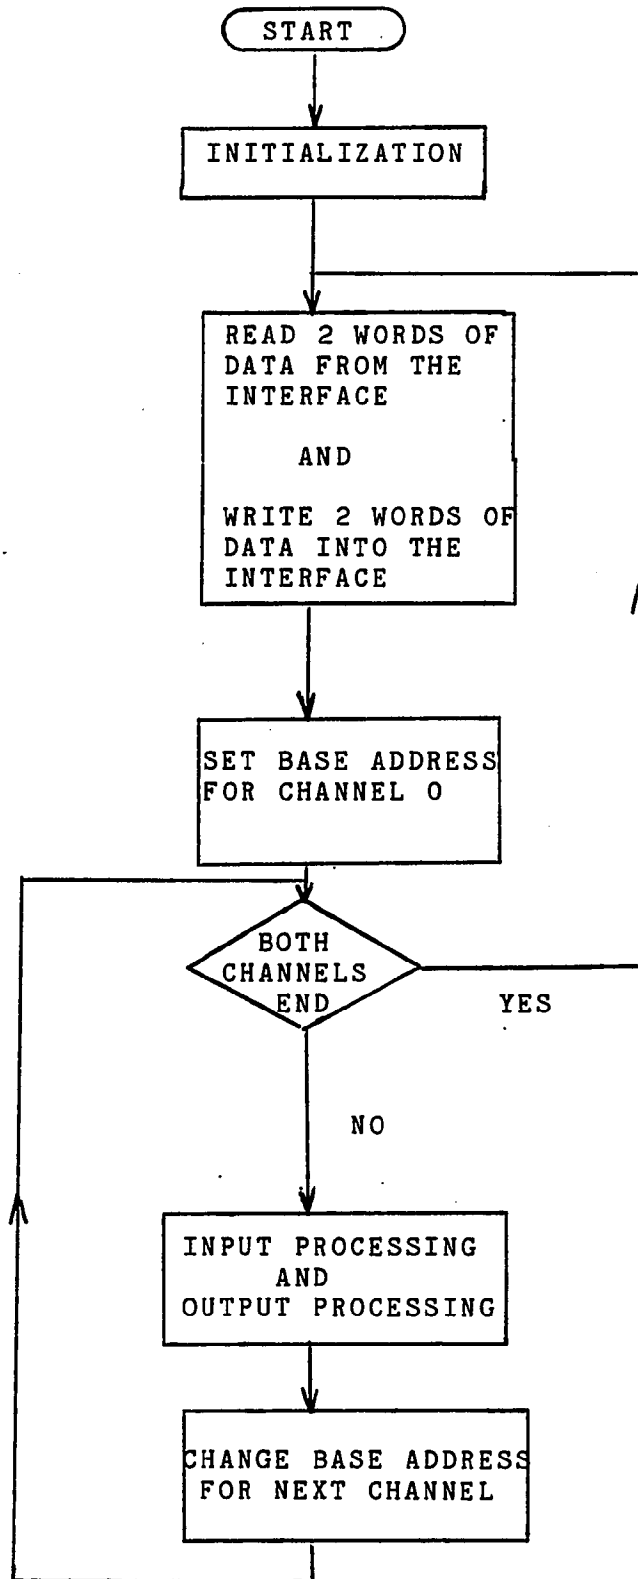 START
INITIALIZATION
READ 2 WORDS OF
DATA FROM THE
INTERFACE
AND
WRITE 2 WORDS OF
DATA INTO THE
INTERFACE
SET BASE ADDRESS
FOR CHANNEL 0
BOTH
CHANNELS
END
YES
NO
INPUT PROCESSING
AND
OUTPUT PROCESSING
CHANGE BASE ADDRESS
FOR NEXT CHANNEL